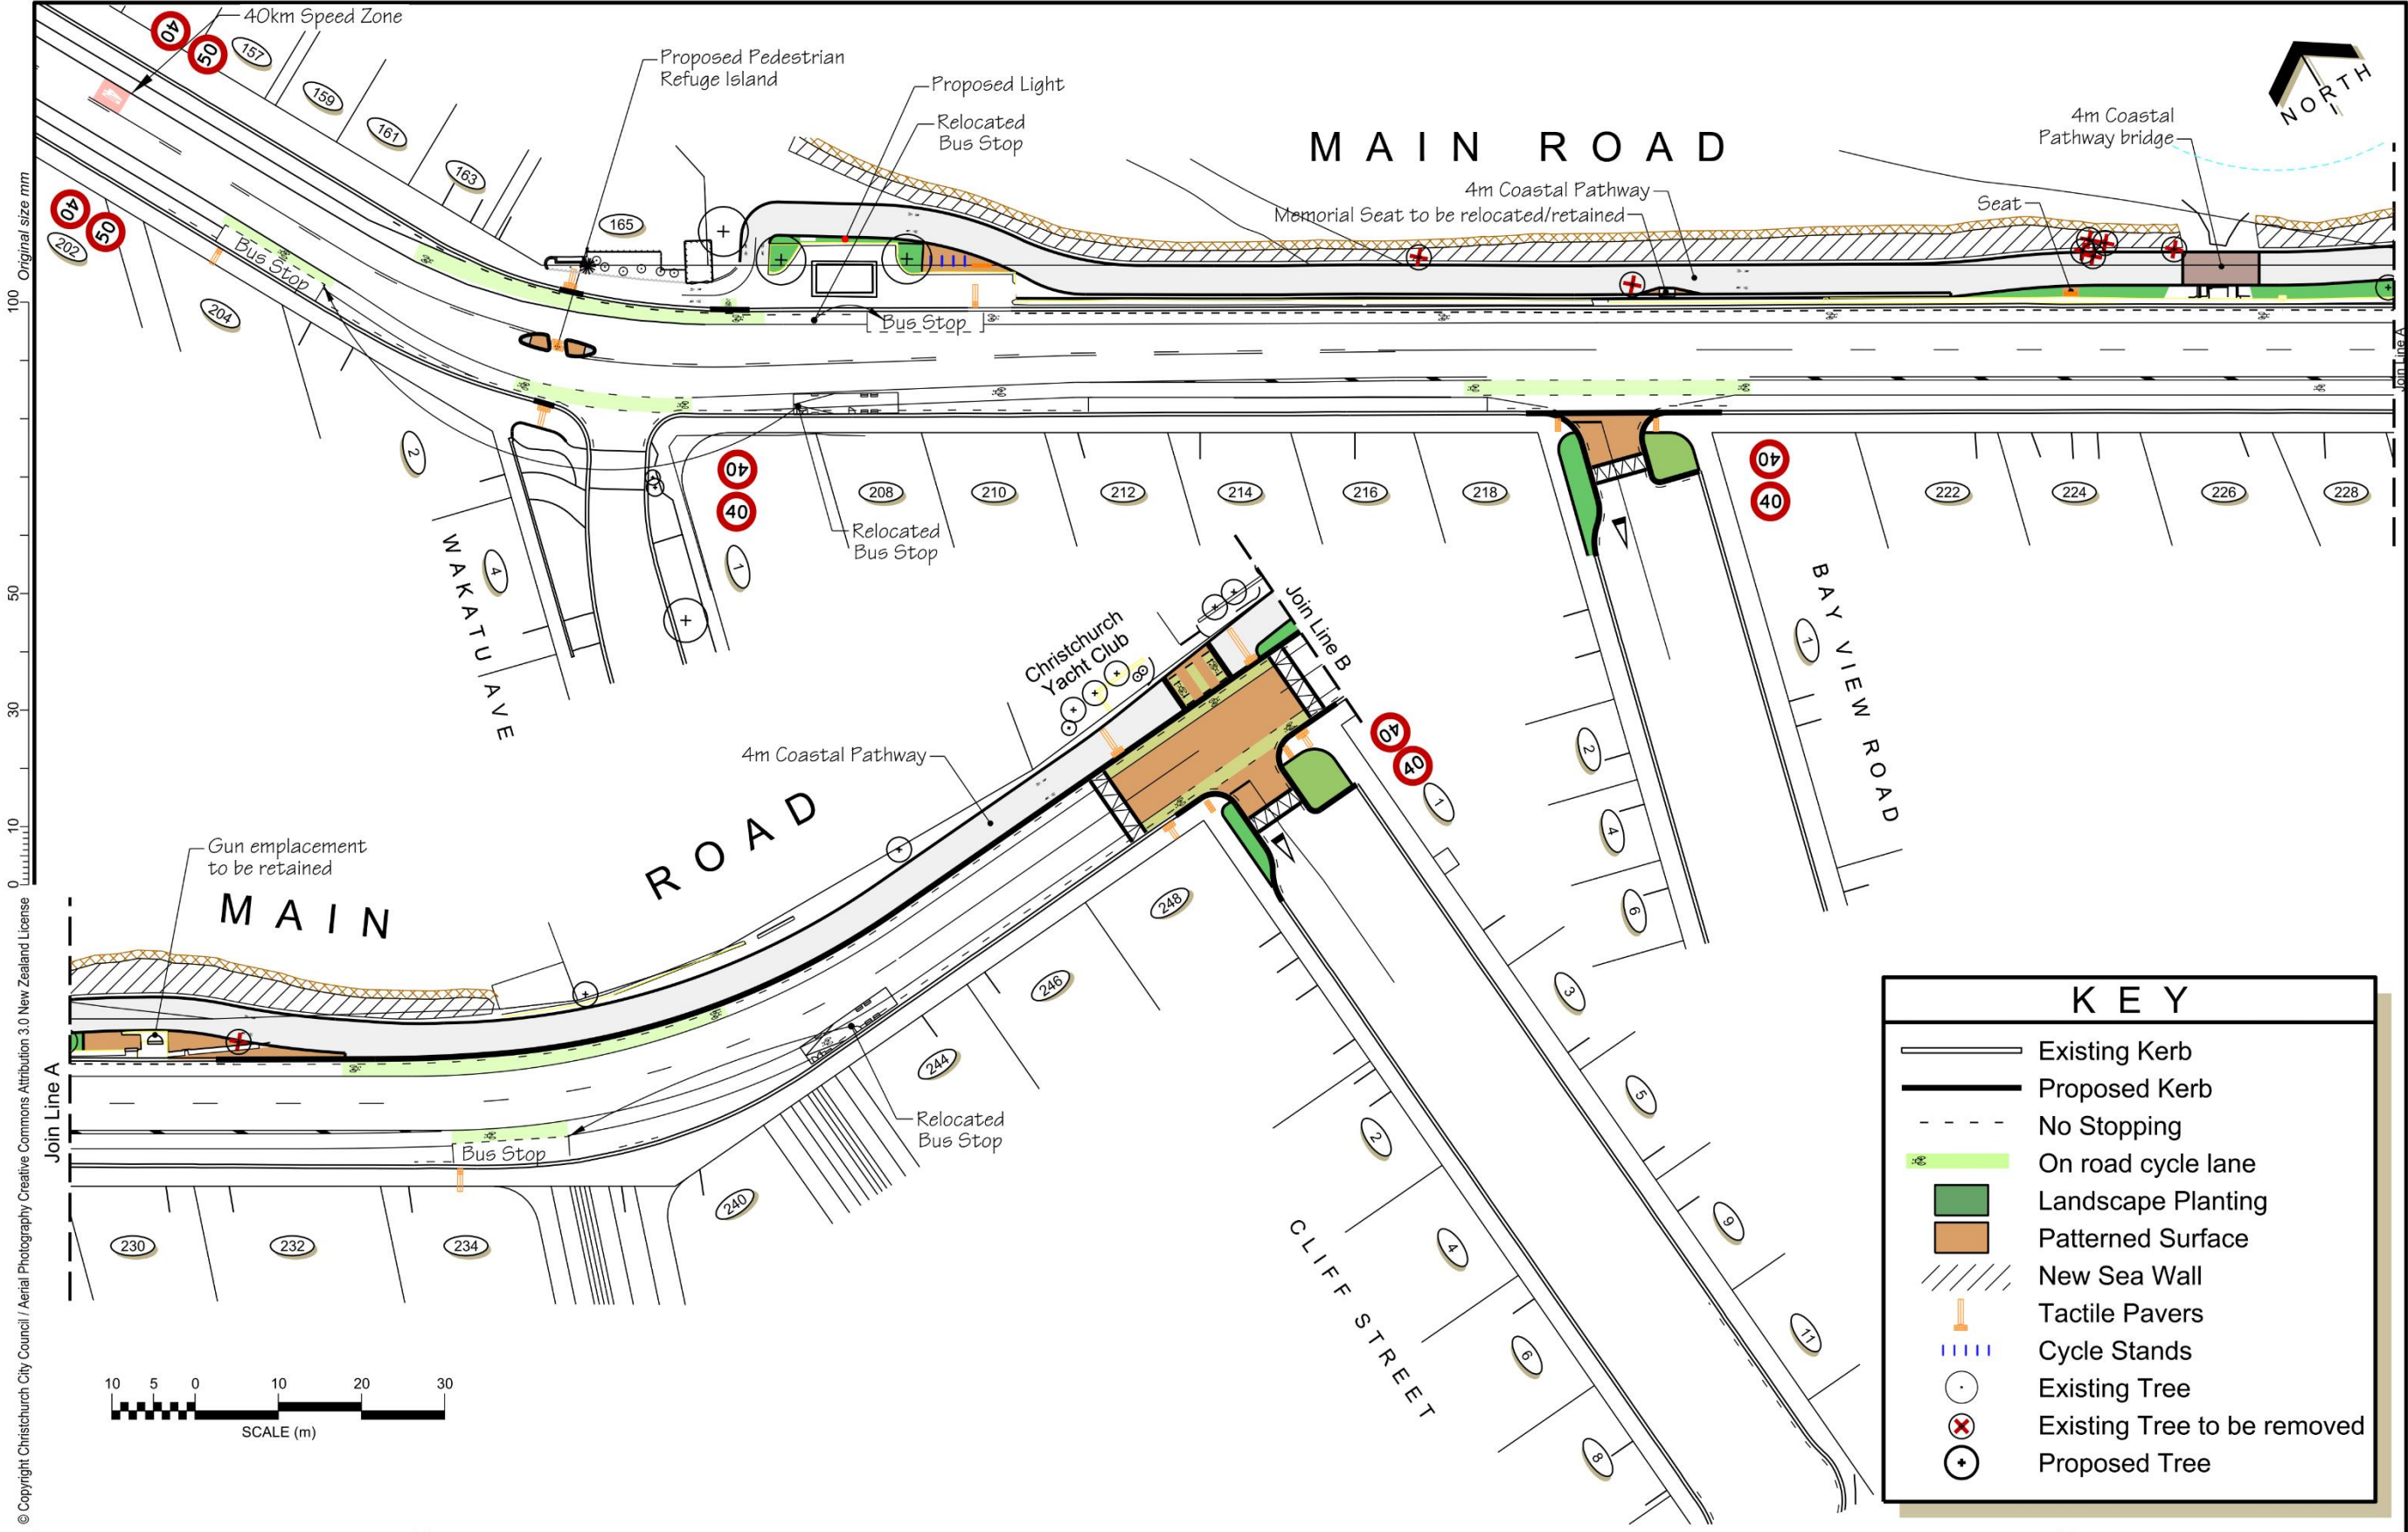 40km Speed Zone
40
50
157
159
161
163
165
Proposed Pedestrian
Refuge Island
Proposed Light
Relocated
Bus Stop
MAIN ROAD
4m Coastal Pathway
Memorial Seat to be relocated/retained
Seat
4m Coastal
Pathway bridge
NORTH
40
50
202
Bus Stop
204
Bus Stop
Join Line A
2
4
WAKATU AVE
40
40
1
208
210
212
214
216
218
Relocated
Bus Stop
40
40
222
224
226
228
BAY VIEW ROAD
1
2
4
6
Christchurch
Yacht Club
Join Line B
4m Coastal Pathway
40
40
1
MAIN ROAD
Gun emplacement
to be retained
Join Line A
Bus Stop
Relocated
Bus Stop
230
232
234
240
244
246
248
CLIFF STREET
2
4
6
8
3
5
9
11
10 5 0 10 20 30
SCALE (m)
KEY
Existing Kerb
Proposed Kerb
No Stopping
On road cycle lane
Landscape Planting
Patterned Surface
New Sea Wall
Tactile Pavers
Cycle Stands
Existing Tree
Existing Tree to be removed
Proposed Tree
Original size mm
100
50
30
10
0
© Copyright Christchurch City Council / Aerial Photography Creative Commons Attribution 3.0 New Zealand License